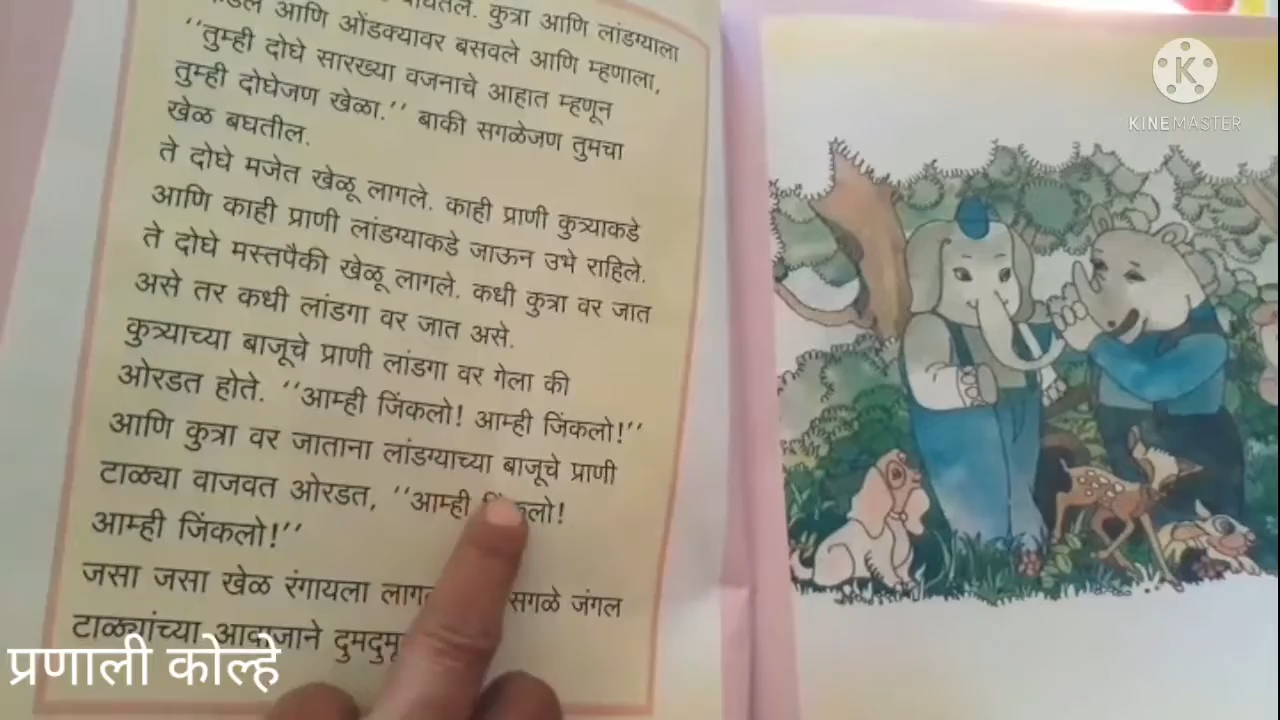 कुत्रा आणि लांडग्याला
आणि ओंडक्यावर बसवले आणि म्हणाला,
‘‘तुम्ही दोघे सारख्या वजनाचे आहात म्हणून
तुम्ही दोघेजण खेळा.’’ बाकी सगळेजण तुमचा
खेळ बघतील.
ते दोघे मजेत खेळू लागले. काही प्राणी कुत्र्याकडे
आणि काही प्राणी लांडग्याकडे जाऊन उभे राहिले.
ते दोघे मस्तपैकी खेळू लागले. कधी कुत्रा वर जात
असे तर कधी लांडगा वर जात असे.
कुत्र्याच्या बाजूचे प्राणी लांडगा वर गेला की
ओरडत होते. ‘‘आम्ही जिंकलो! आम्ही जिंकलो!’’
आणि कुत्रा वर जाताना लांडग्याच्या बाजूचे प्राणी
टाळ्या वाजवत ओरडत, ‘‘आम्ही जिंकलो!
आम्ही जिंकलो!’’
जसा जसा खेळ रंगायला सगळे जंगल
टाळ्यांच्या आवाजाने
प्रणाली कोल्हे
K
KINEMASTER